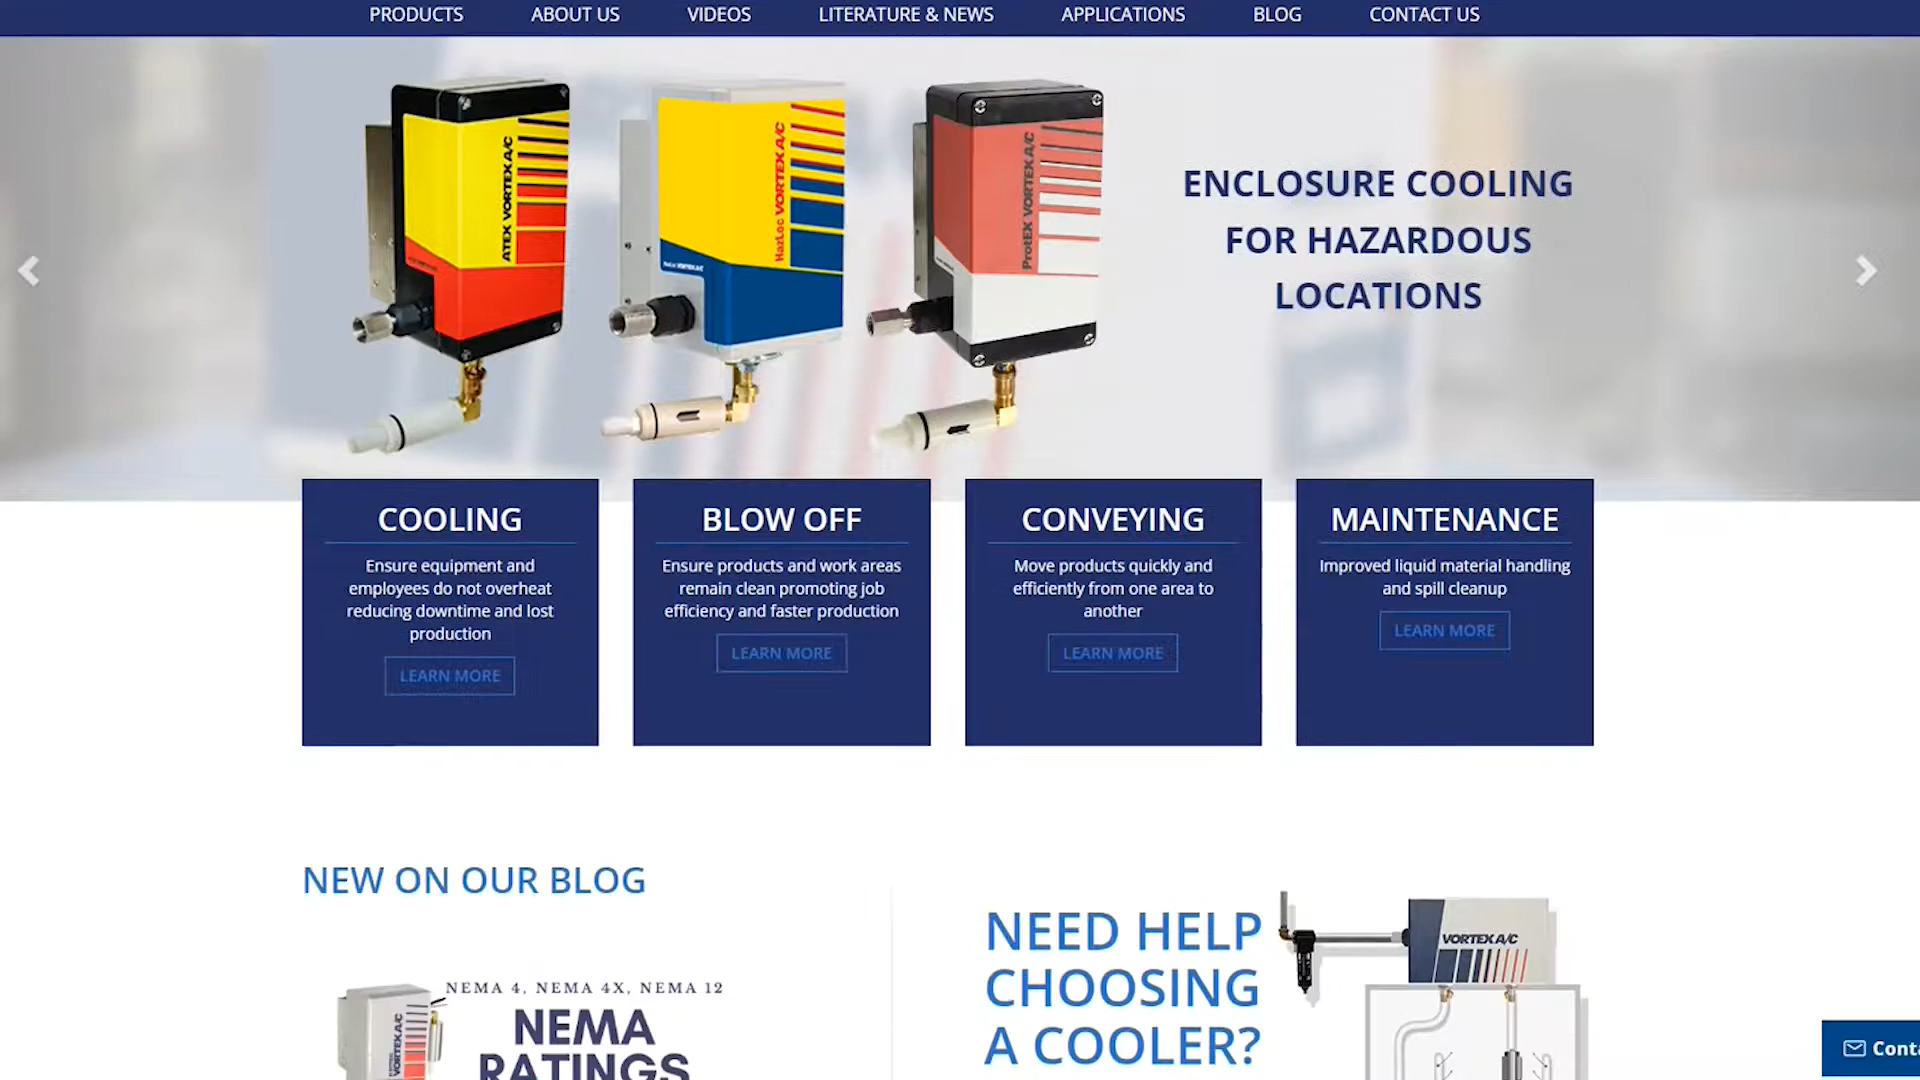 PRODUCTS ABOUT US VIDEOS LITERATURE & NEWS APPLICATIONS BLOG CONTACT US
ATEX VORTEX A/C
HazLoc VORTEX A/C
ProtEX VORTEX A/C
ENCLOSURE COOLING
FOR HAZARDOUS
LOCATIONS
COOLING
Ensure equipment and
employees do not overheat
reducing downtime and lost
production
LEARN MORE
BLOW OFF
Ensure products and work areas
remain clean promoting job
efficiency and faster production
LEARN MORE
CONVEYING
Move products quickly and
efficiently from one area to
another
LEARN MORE
MAINTENANCE
Improved liquid material handling
and spill cleanup
LEARN MORE
NEW ON OUR BLOG
NEMA 4, NEMA 4X, NEMA 12
NEMA
RATINGS
VORTEX A/C
NEED HELP
CHOOSING
A COOLER?
VORTEX A/C
Conta